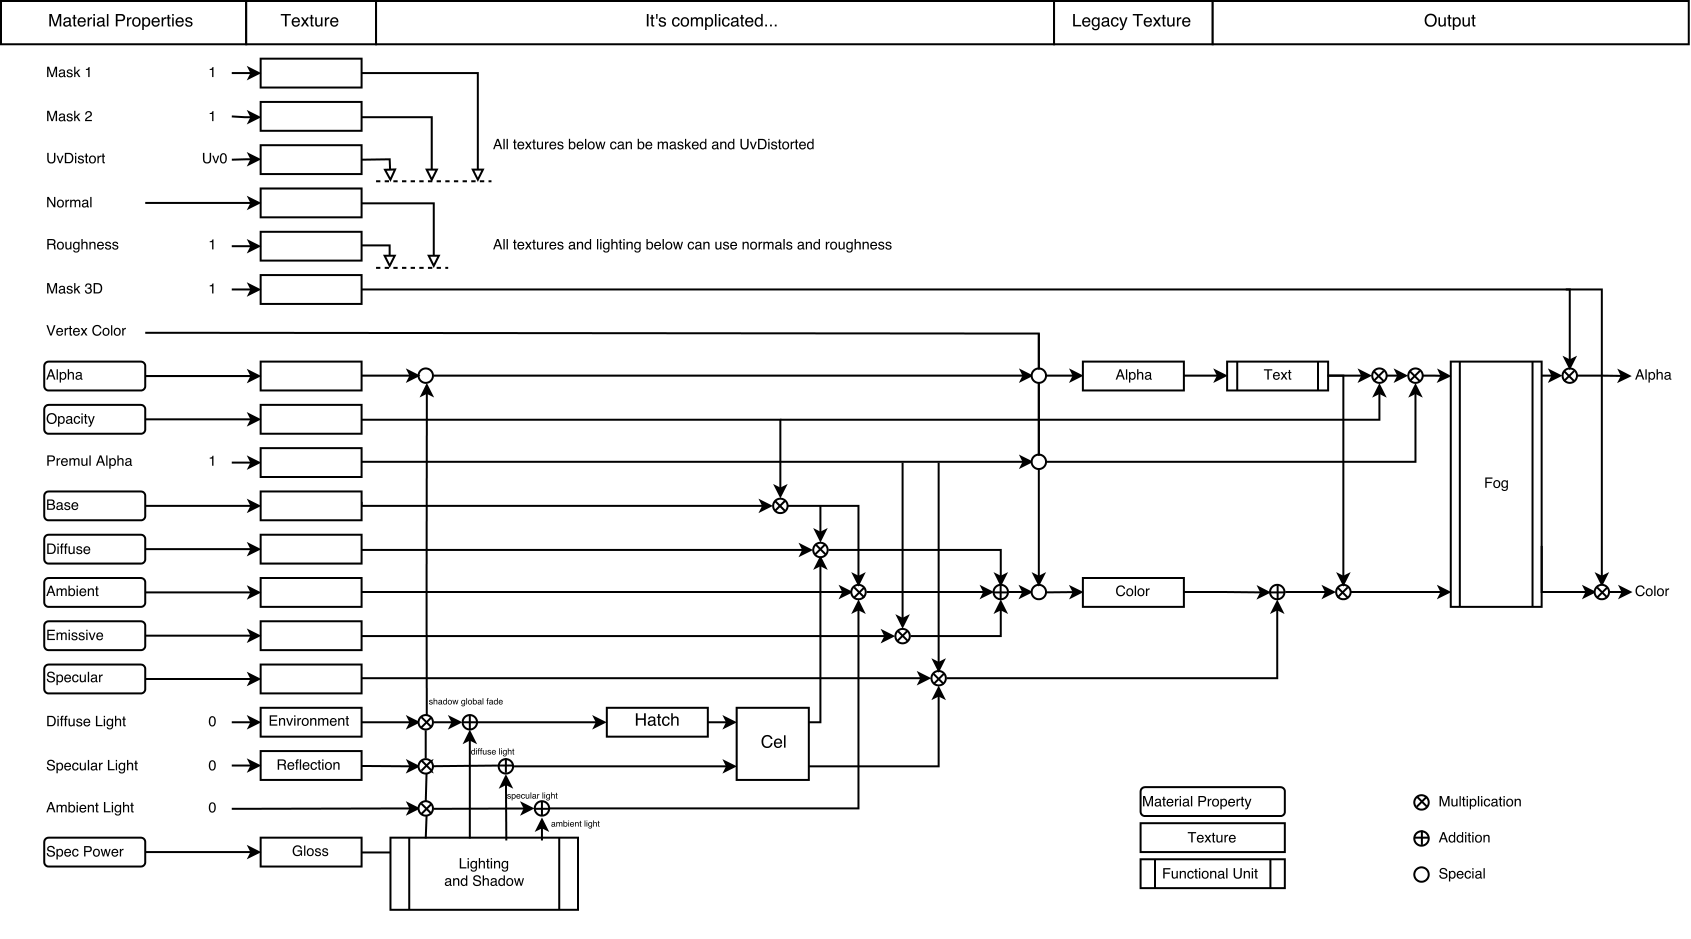 Material Properties
Texture
It's complicated...
Legacy Texture
Output
Mask 1
1
Mask 2
1
All textures below can be masked and UvDistorted
UvDistort
Uv0
Normal
Roughness
1
All textures and lighting below can use normals and roughness
Mask 3D
1
Vertex Color
Alpha
Alpha
Text
Alpha
Opacity
Premul Alpha
1
Fog
Base
Diffuse
Ambient
Color
Color
Emissive
Specular
shadow global fade
Diffuse Light
0
Environment
Hatch
Cel
diffuse light
Specular Light
0
Reflection
specular light
Ambient Light
0
ambient light
Spec Power
Gloss
Lighting
and Shadow
Material Property
Multiplication
Texture
Addition
Functional Unit
Special